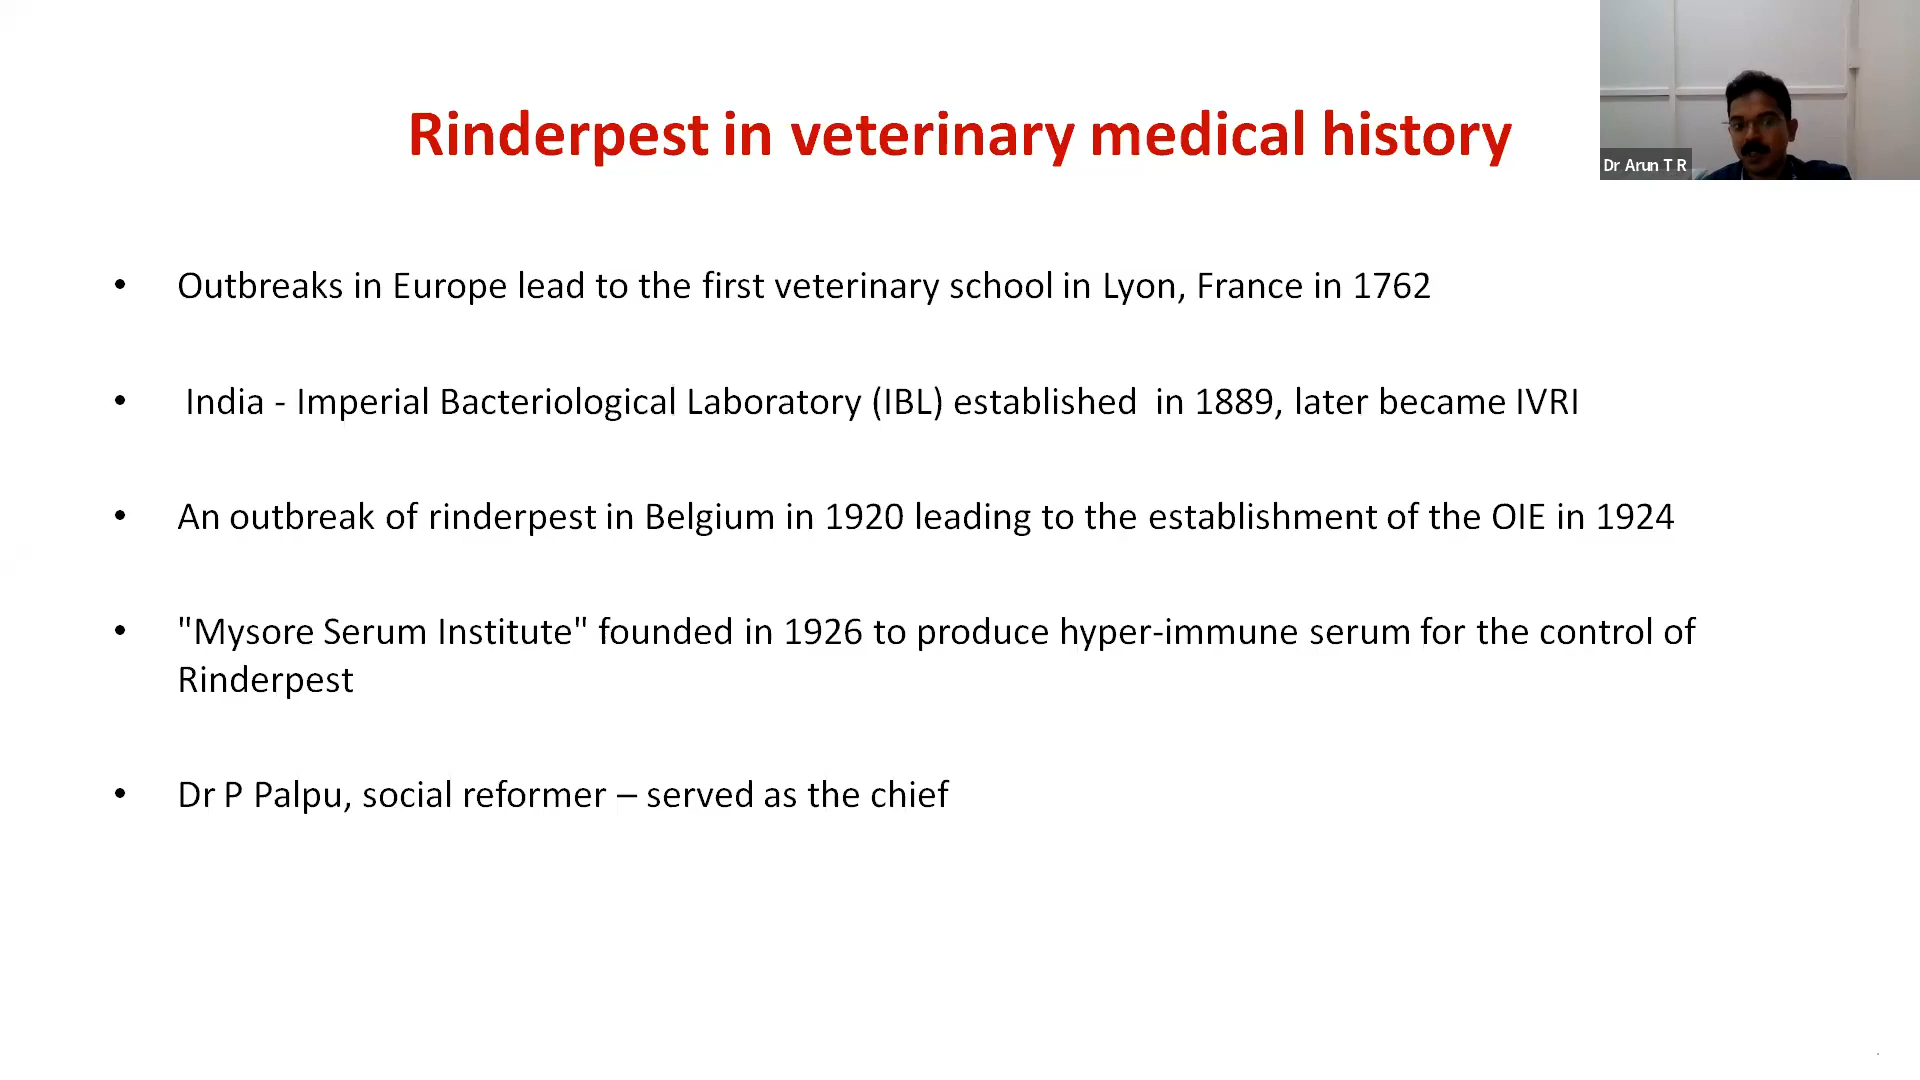 Rinderpest in veterinary medical history
Dr Arun T R
• Outbreaks in Europe lead to the first veterinary school in Lyon, France in 1762
• India - Imperial Bacteriological Laboratory (IBL) established in 1889, later became IVRI
• An outbreak of rinderpest in Belgium in 1920 leading to the establishment of the OIE in 1924
• "Mysore Serum Institute" founded in 1926 to produce hyper-immune serum for the control of
Rinderpest
• Dr P Palpu, social reformer – served as the chief